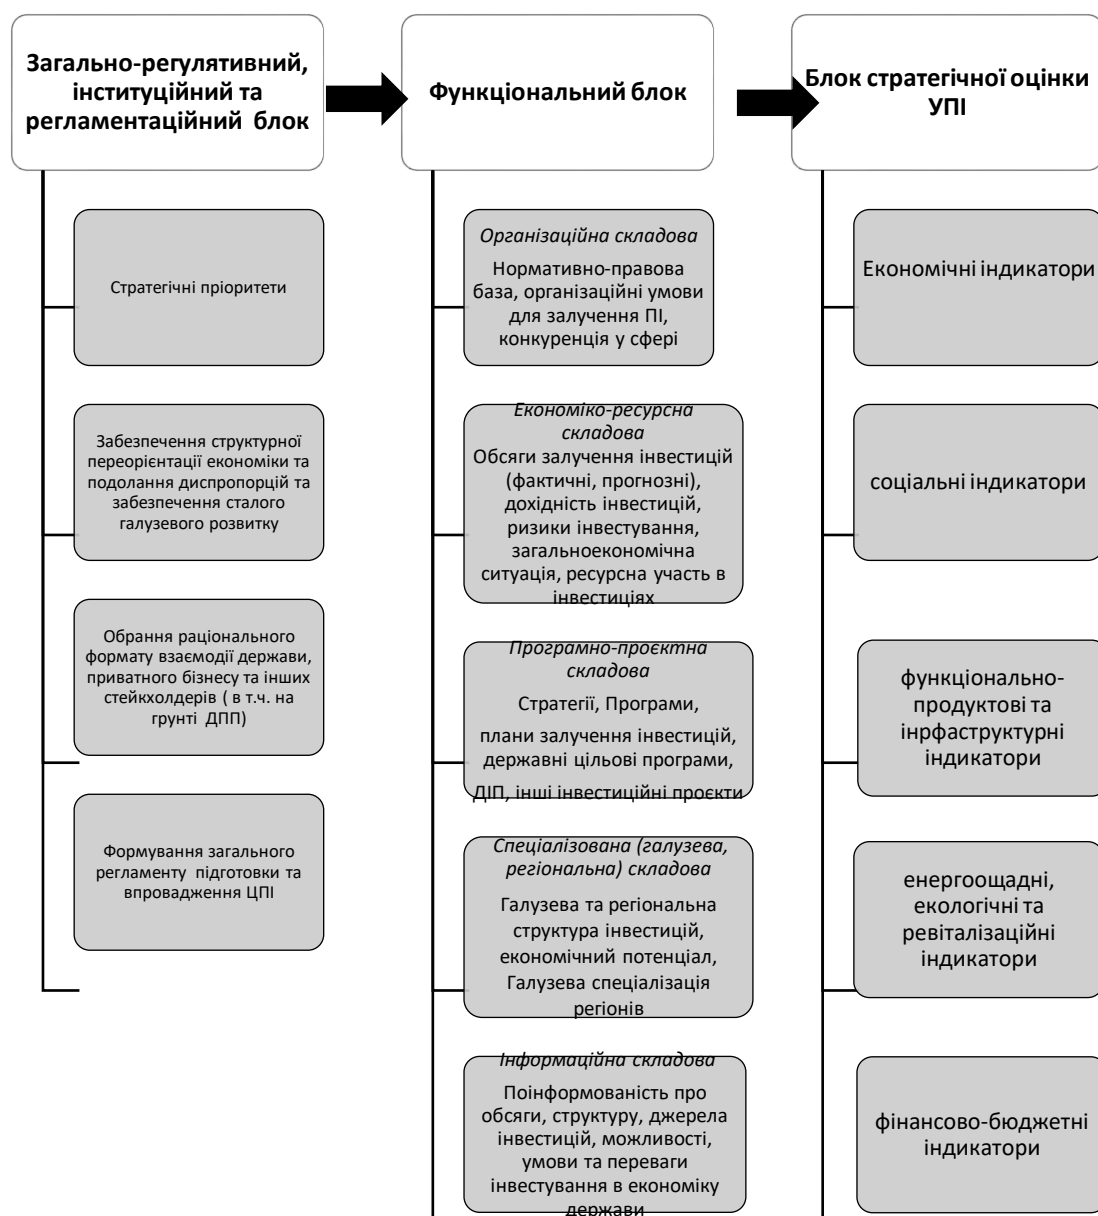 Загально-регулятивний,
інституційний та
регламентаційний блок
Функціональний блок
Блок стратегічної оцінки
УПІ
Стратегічні пріоритети
Забезпечення структурної
переорієнтації економіки та
подолання диспропорцій та
забезпечення сталого
галузевого розвитку
Обрання раціонального
формату взаємодії держави,
приватного бізнесу та інших
стейкхолдерів ( в т.ч. на
грунті ДПП)
Формування загального
регламенту підготовки та
впровадження ЦПІ
Організаційна складова
Нормативно-правова
база, організаційні умови
для залучення ПІ,
конкуренція у сфері
Економіко-ресурсна
складова
Обсяги залучення інвестицій
(фактичні, прогнозні),
дохідність інвестицій,
ризики інвестування,
загальноекономічна
ситуація, ресурсна участь в
інвестиціях
Програмно-проєктна
складова
Стратегії, Програми,
плани залучення інвестицій,
державні цільові програми,
ДІП, інші інвестиційні проєкти
Спеціалізована (галузева,
регіональна) складова
Галузева та регіональна
структура інвестицій,
економічний потенціал,
Галузева спеціалізація
регіонів
Інформаційна складова
Поінформованість про
обсяги, структуру, джерела
інвестицій, можливості,
умови та переваги
інвестування в економіку
держави
Економічні індикатори
соціальні індикатори
функціонально-
продуктові та
інрфаструктурні
індикатори
енергоощадні,
екологічні та
ревіталізаційні
індикатори
фінансово-бюджетні
індикатори